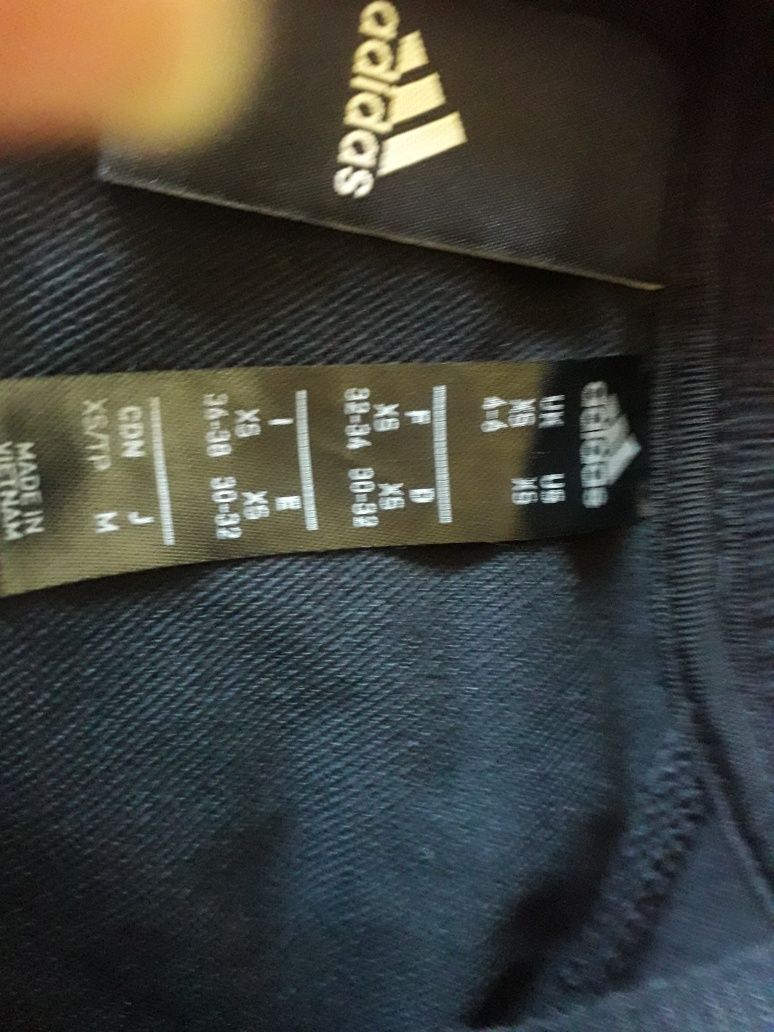 adidas
adidas
UK US
XS XS
4-6
F D
XS XS
32-34 30-32
I E
XS XS
36-38 30-32
CDN J
XS/TP M
MADE IN
VIETNAM